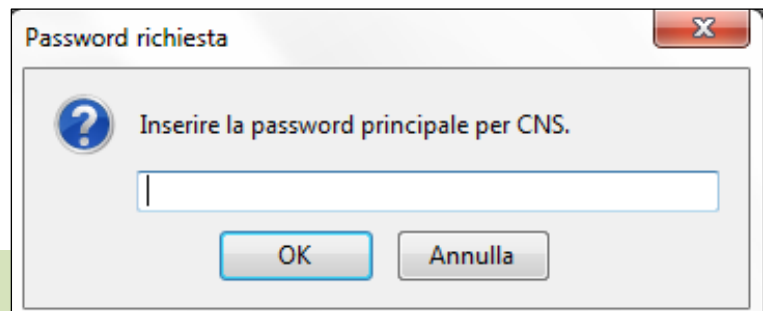 Password richiesta
Inserire la password principale per CNS.
OK
Annulla